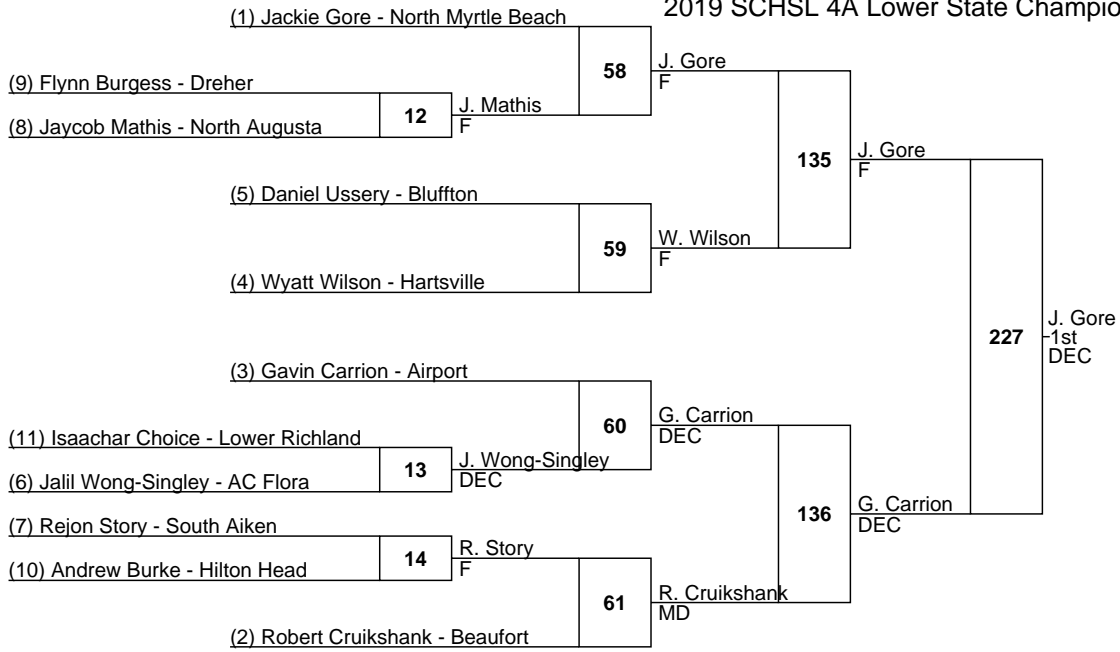 2019 SCHSL 4A Lower State Champio
(1) Jackie Gore - North Myrtle Beach
58
J. Gore
F
(9) Flynn Burgess - Dreher
12
J. Mathis
F
(8) Jaycob Mathis - North Augusta
135
J. Gore
F
(5) Daniel Ussery - Bluffton
59
W. Wilson
F
(4) Wyatt Wilson - Hartsville
227
J. Gore
1st
DEC
(3) Gavin Carrion - Airport
60
G. Carrion
DEC
(11) Isaachar Choice - Lower Richland
13
J. Wong-Singley
DEC
(6) Jalil Wong-Singley - AC Flora
136
G. Carrion
DEC
(7) Rejon Story - South Aiken
14
R. Story
F
(10) Andrew Burke - Hilton Head
61
R. Cruikshank
MD
(2) Robert Cruikshank - Beaufort